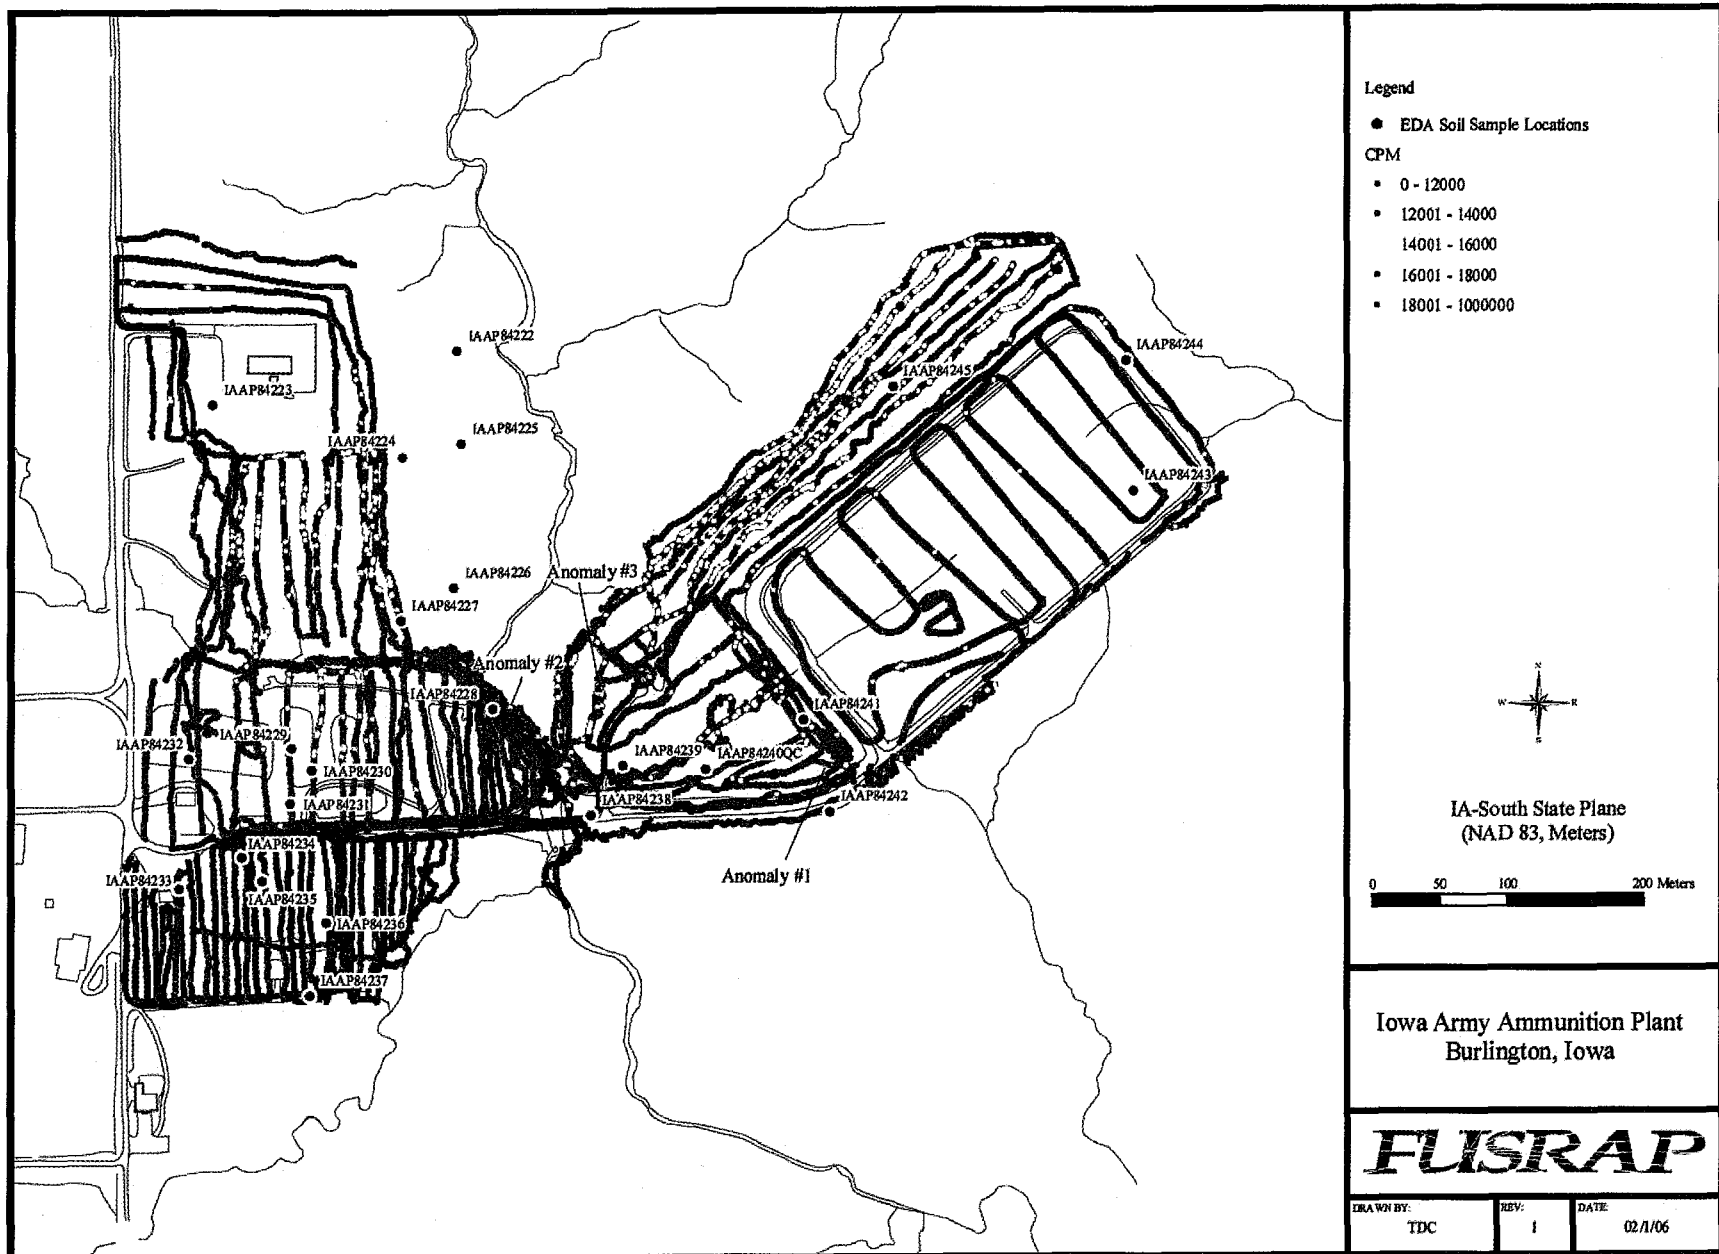 Legend
EDA Soil Sample Locations
CPM
0 - 12000
12001 - 14000
14001 - 16000
16001 - 18000
18001 - 1000000
IAAP84222
IAAP84223
IAAP84224
IAAP84225
IAAP84226
IAAP84227
IAAP84244
IAAP84245
IAAP84243
Anomaly #3
Anomaly #2
IAAP84228
IAAP84229
IAAP84232
IAAP84230
IAAP84231
IAAP84241
IAAP84239
IAAP84240QC
IAAP84238
IAAP84242
Anomaly #1
IAAP84234
IAAP84233
IAAP84235
IAAP84236
IAAP84237
N
W
S
IA-South State Plane
(NAD 83, Meters)
0 50 100 200 Meters
Iowa Army Ammunition Plant
Burlington, Iowa
FUSRAP
DRAWN BY:
TDC
REV:
1
DATE:
02/1/06